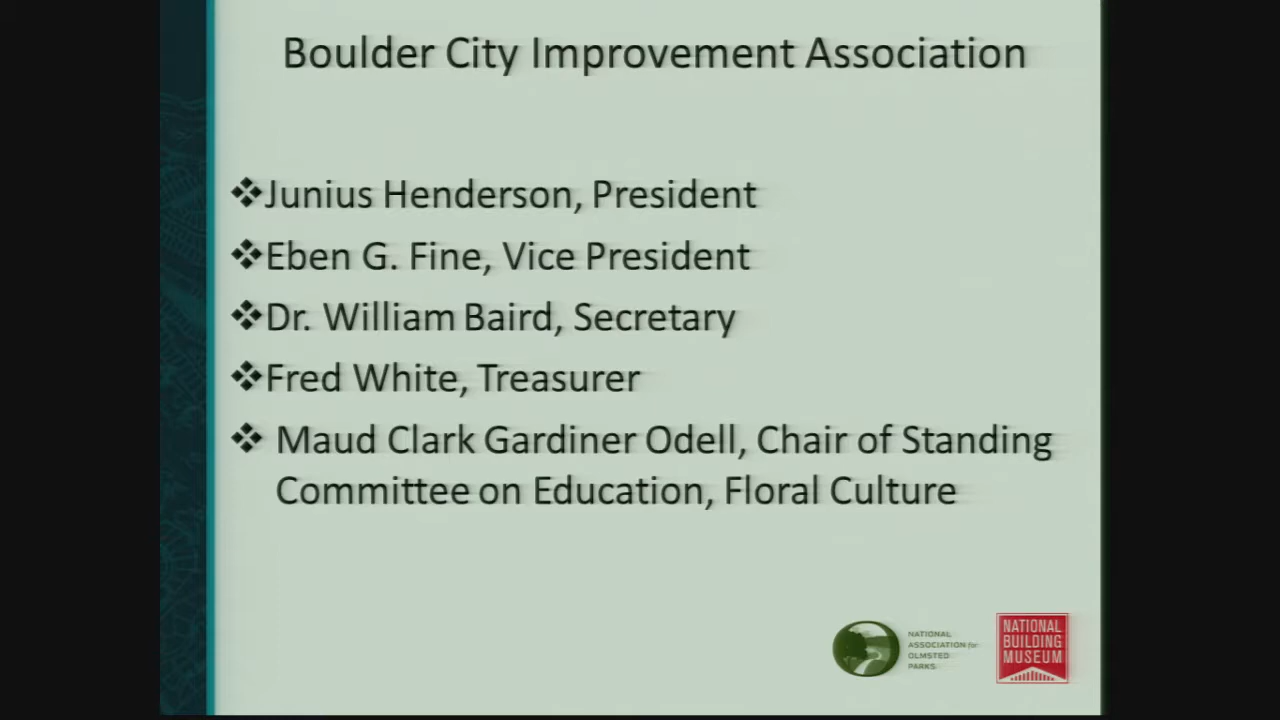 Boulder City Improvement Association
❖Junius Henderson, President
❖Eben G. Fine, Vice President
❖Dr. William Baird, Secretary
❖Fred White, Treasurer
❖ Maud Clark Gardiner Odell, Chair of Standing
Committee on Education, Floral Culture
NATIONAL
ASSOCIATION for
OLMSTED
PARKS
NATIONAL
BUILDING
MUSEUM